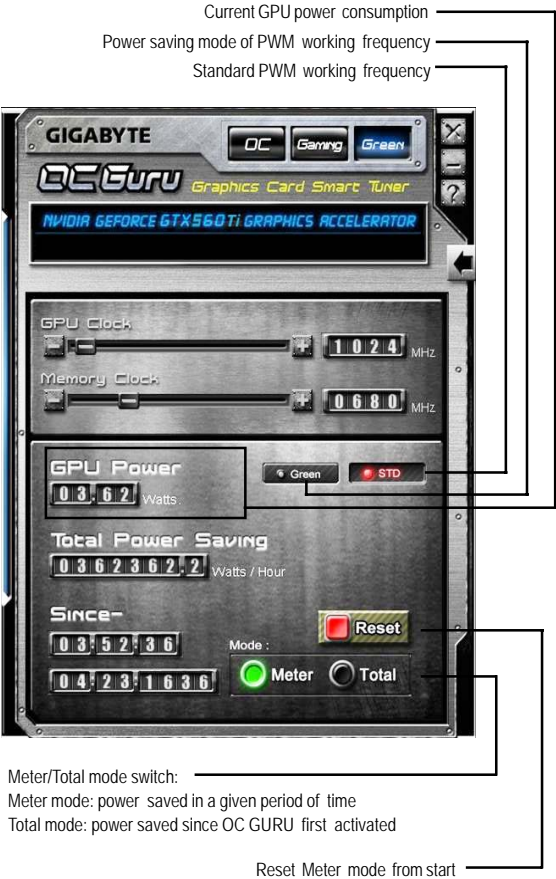 Current GPU power consumption
Power saving mode of PWM working frequency
Standard PWM working frequency
GIGABYTE
OC Gaming Green
OC Guru Graphics Card Smart Tuner
?
NVIDIA GEFORCE GTX560Ti GRAPHICS ACCELERATOR
GPU Clock
- + 1024 MHz
Memory Clock
- + 0680 MHz
GPU Power
Green STD
03.62 Watts.
Total Power Saving
0362362.2 Watts / Hour
Since-
Reset
03:52:36
Mode :
Meter Total
04:23:1636
Meter/Total mode switch:
Meter mode: power saved in a given period of time
Total mode: power saved since OC GURU first activated
Reset Meter mode from start